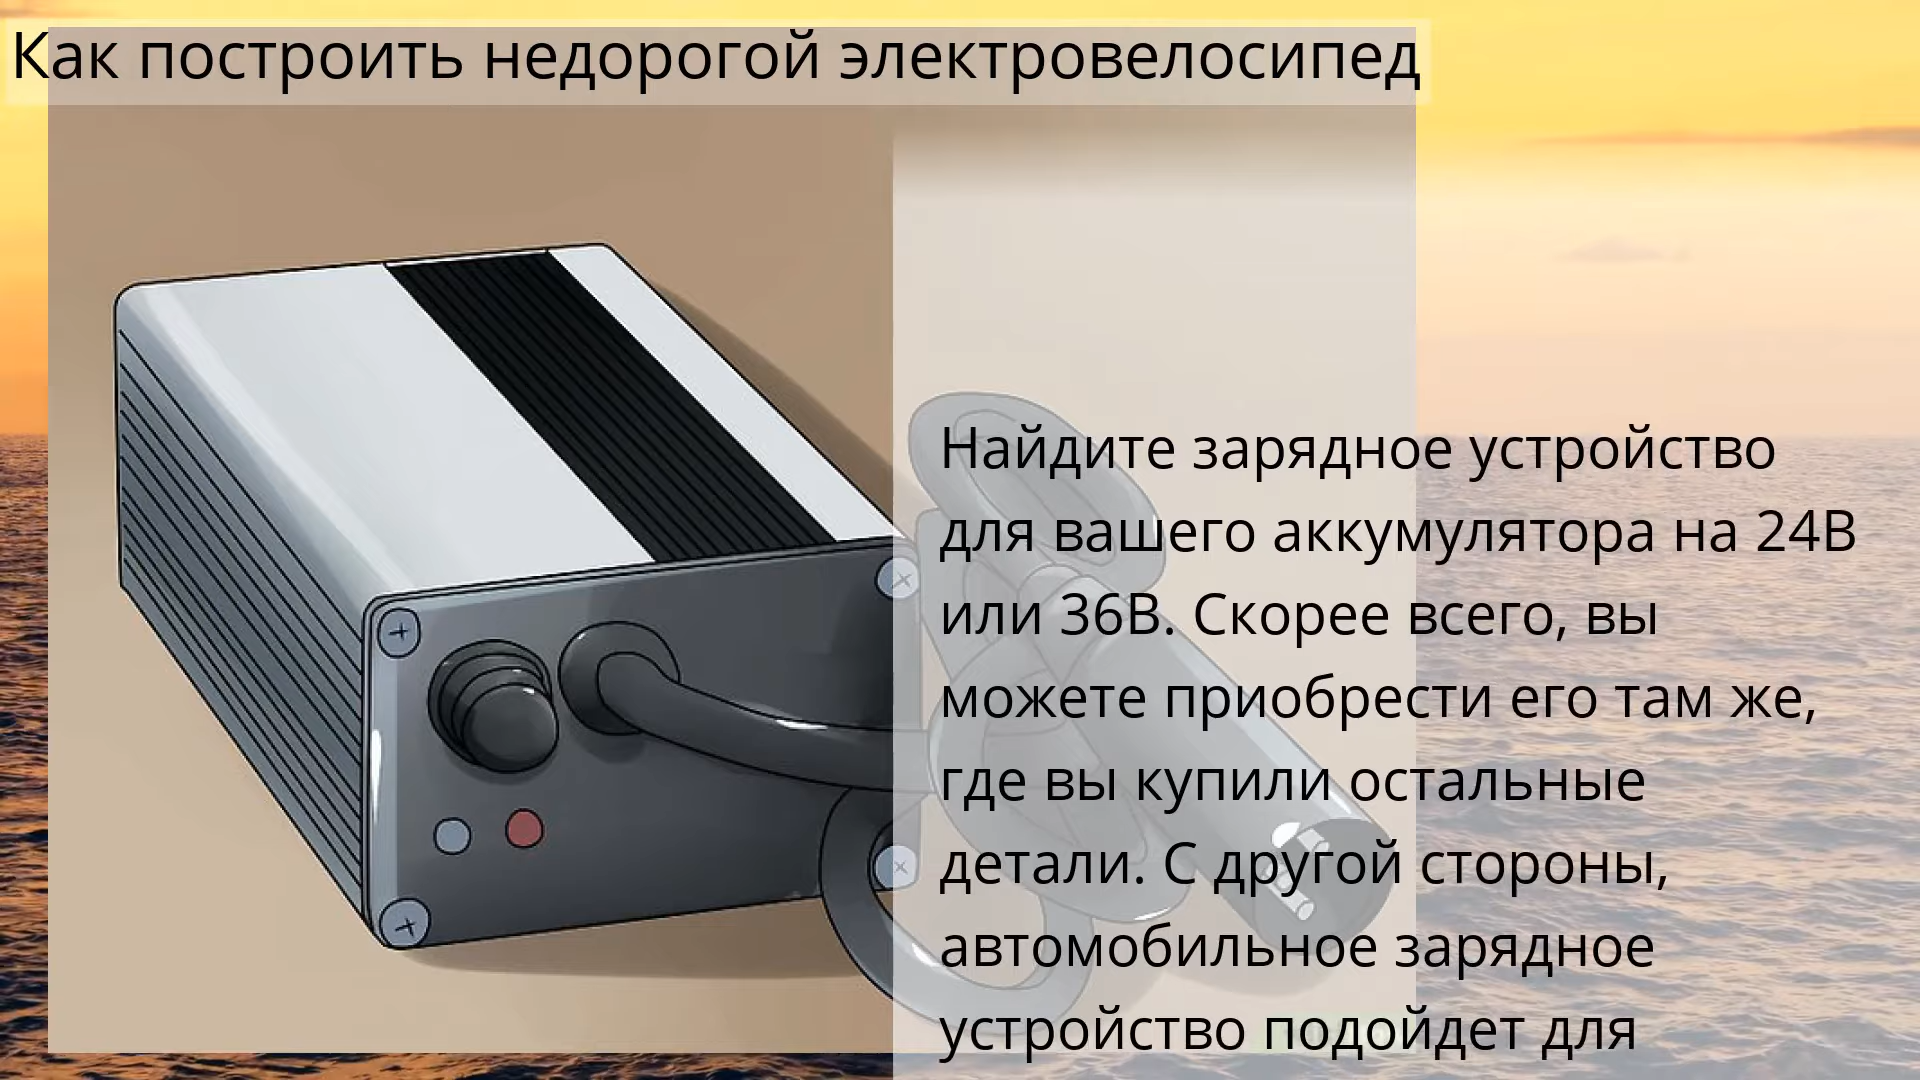 Как построить недорогой электровелосипед
Найдите зарядное устройство
для вашего аккумулятора на 24В
или 36В. Скорее всего, вы
можете приобрести его там же,
где вы купили остальные
детали. С другой стороны,
автомобильное зарядное
устройство подойдет для